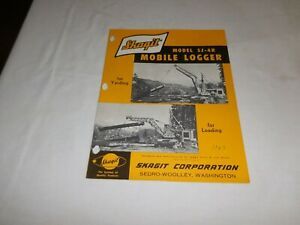 Skagit
MODEL SJ-4R
MOBILE LOGGER
for
Yarding
for
Loading
Skagit
SKAGIT CORPORATION
SEDRO-WOOLLEY, WASHINGTON